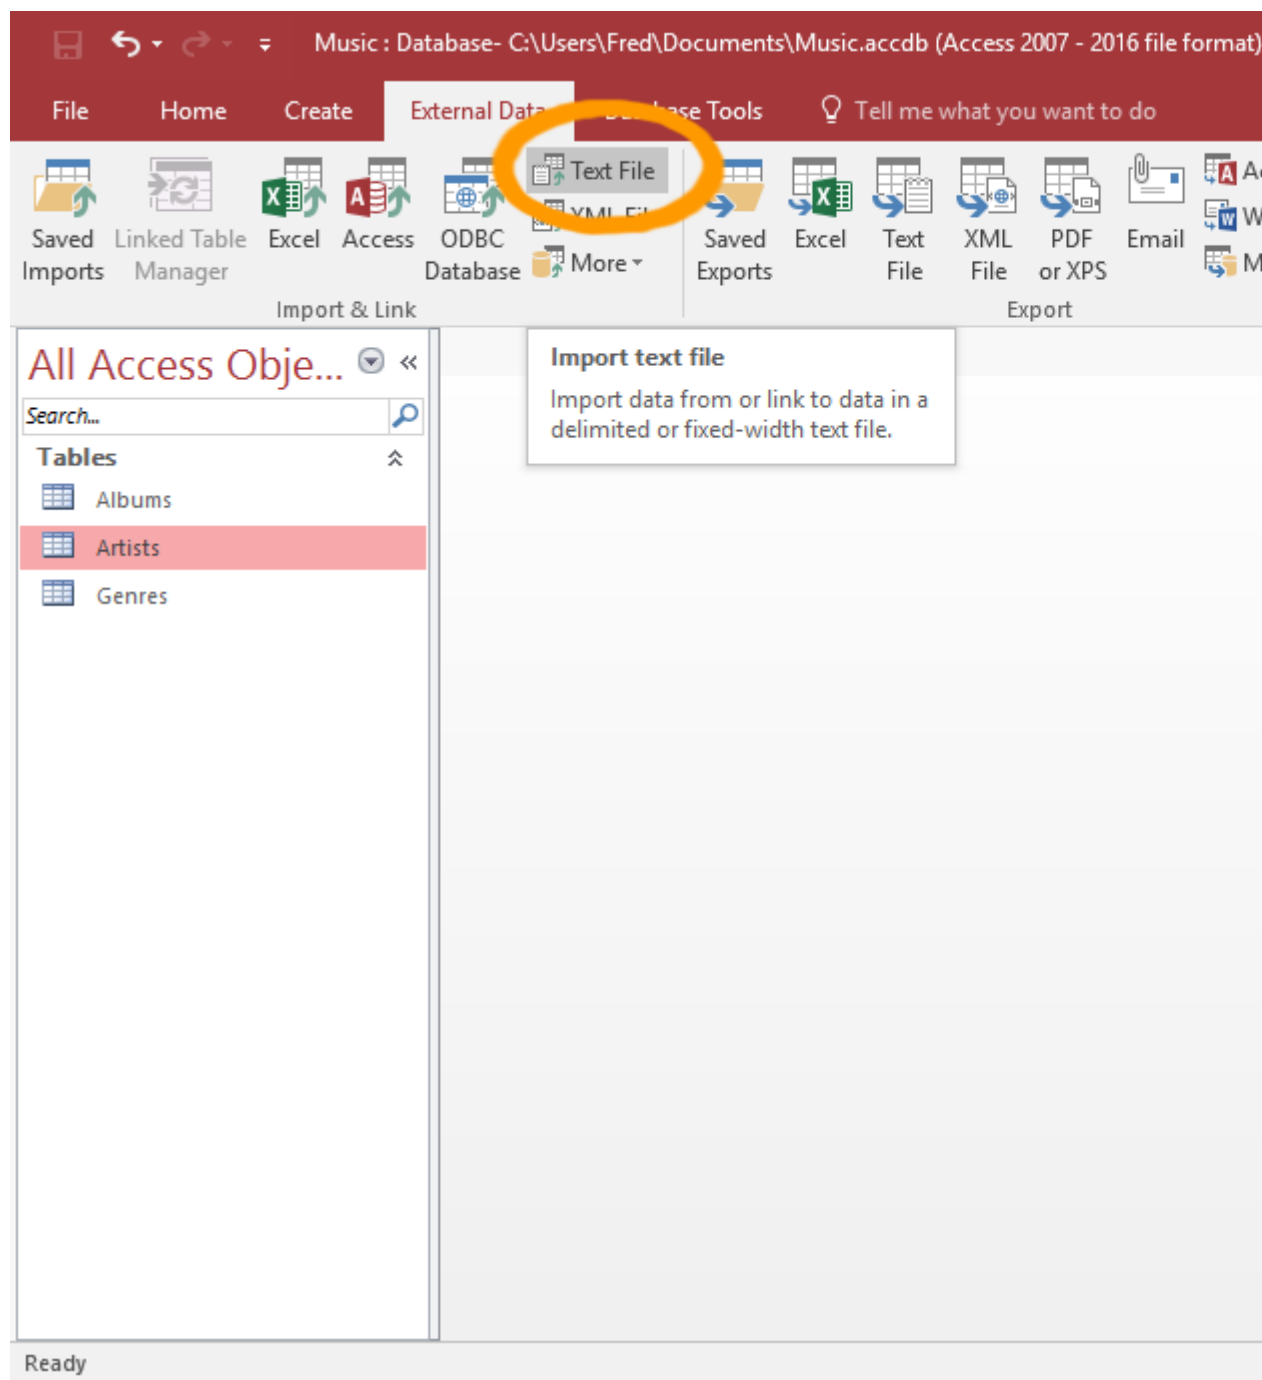 Music : Database- C:\Users\Fred\Documents\Music.accdb (Access 2007 - 2016 file format)
File Home Create External Data Database Tools Tell me what you want to do
Saved Imports
Linked Table Manager
Excel
Access
ODBC Database
Text File
XML File
More
Import & Link
Saved Exports
Excel
Text File
XML File
PDF or XPS
Email
Export
All Access Obje...
Search...
Tables
Albums
Artists
Genres
Import text file
Import data from or link to data in a
delimited or fixed-width text file.
Ready